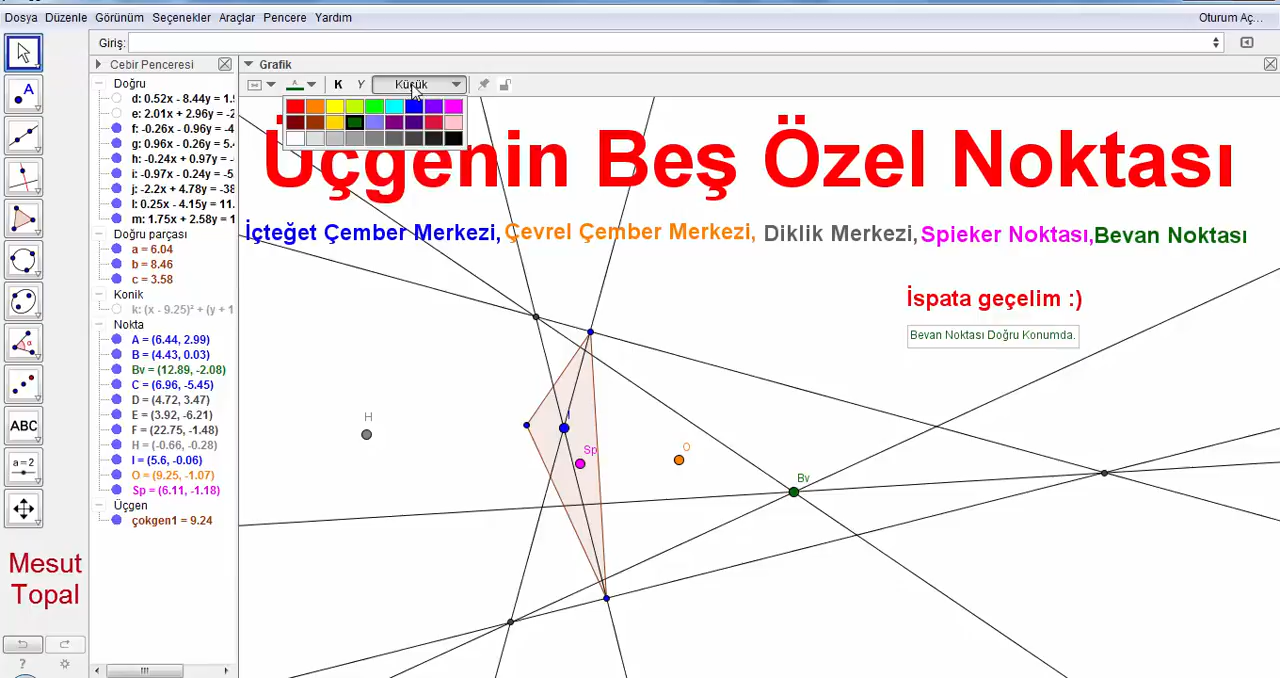 Dosya Düzenle Görünüm Seçenekler Araçlar Pencere Yardım Oturum Aç...
Giriş:
Cebir Penceresi
Grafik
K Y Küçük
Doğru
d: 0.52x - 8.44y = 1.
e: 2.01x + 2.96y = -2
f: -0.26x - 0.96y = -4
g: 0.96x - 0.26y = 5.
h: -0.24x + 0.97y = -
i: -0.97x - 0.24y = -5
j: -2.2x + 4.78y = -38
l: 0.25x - 4.15y = 11.
m: 1.75x + 2.58y = 1
Doğru parçası
a = 6.04
b = 8.46
c = 3.58
Konik
k: (x - 9.25)² + (y + 1
Nokta
A = (6.44, 2.99)
B = (4.43, 0.03)
Bv = (12.89, -2.08)
C = (6.96, -5.45)
D = (4.72, 3.47)
E = (3.92, -6.21)
F = (22.75, -1.48)
H = (-0.66, -0.28)
I = (5.6, -0.06)
O = (9.25, -1.07)
Sp = (6.11, -1.18)
Üçgen
çokgen1 = 9.24
A
α
ABC
a = 2
Mesut
Topal
?
Üçgenin Beş Özel Noktası
İçteğet Çember Merkezi, Çevrel Çember Merkezi, Diklik Merkezi, Spieker Noktası, Bevan Noktası
İspata geçelim :)
Bevan Noktası Doğru Konumda.
H
I
Sp
O
Bv